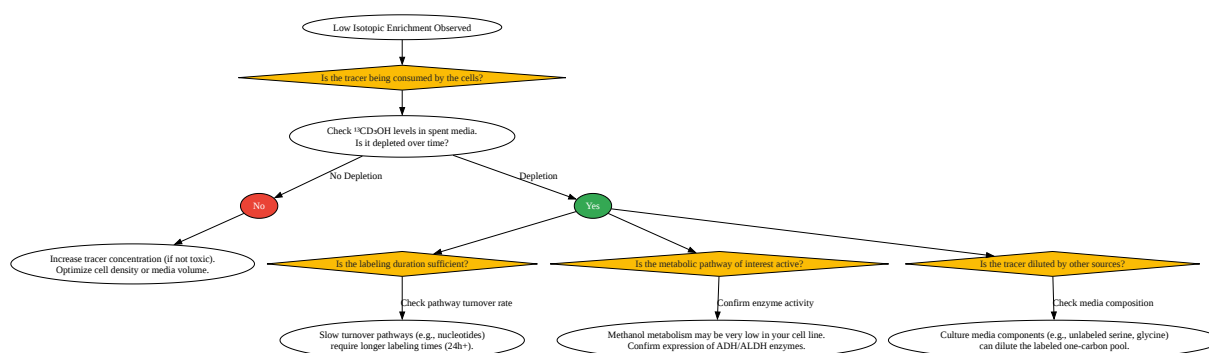 Low Isotopic Enrichment Observed
Is the tracer being consumed by the cells?
Check ¹³CD₃OH levels in spent media.
Is it depleted over time?
No Depletion
Depletion
No
Yes
Increase tracer concentration (if not toxic).
Optimize cell density or media volume.
Is the labeling duration sufficient?
Is the metabolic pathway of interest active?
Is the tracer diluted by other sources?
Check pathway turnover rate
Confirm enzyme activity
Check media composition
Slow turnover pathways (e.g., nucleotides)
require longer labeling times (24h+).
Methanol metabolism may be very low in your cell line.
Confirm expression of ADH/ALDH enzymes.
Culture media components (e.g., unlabeled serine, glycine)
can dilute the labeled one-carbon pool.